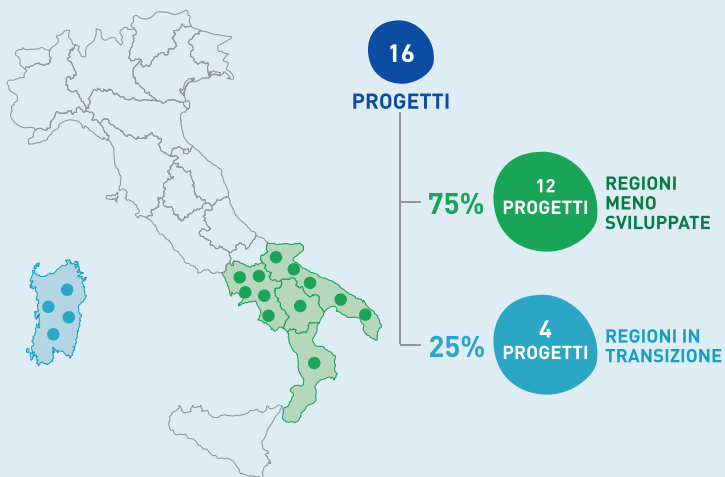 16
PROGETTI
75%
12
PROGETTI
REGIONI
MENO
SVILUPPATE
25%
4
PROGETTI
REGIONI IN
TRANSIZIONE